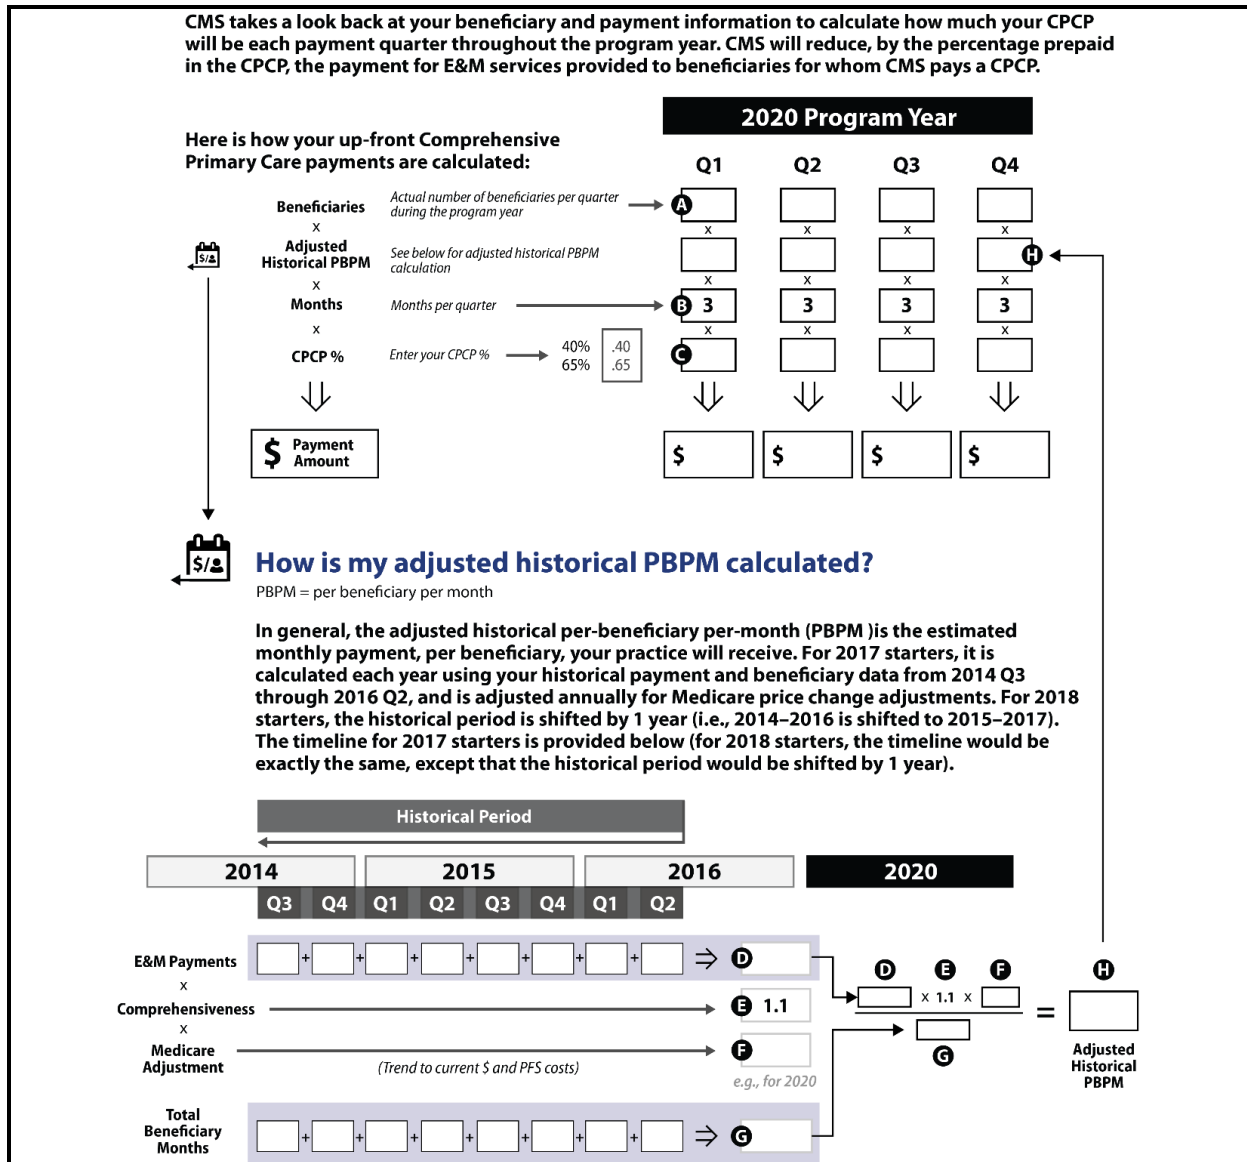 CMS takes a look back at your beneficiary and payment information to calculate how much your CPCP
will be each payment quarter throughout the program year. CMS will reduce, by the percentage prepaid
in the CPCP, the payment for E&M services provided to beneficiaries for whom CMS pays a CPCP.
Here is how your up-front Comprehensive
Primary Care payments are calculated:
2020 Program Year
Q1 Q2 Q3 Q4
Beneficiaries
Actual number of beneficiaries per quarter
during the program year
A
x x x x x
Adjusted
Historical PBPM
See below for adjusted historical PBPM
calculation
$/
H
x x x x x
Months
Months per quarter
B 3 3 3 3
x x x x x
CPCP %
Enter your CPCP %
40% .40
65% .65
C
$ Payment
Amount
$ $ $ $
$/
How is my adjusted historical PBPM calculated?
PBPM = per beneficiary per month
In general, the adjusted historical per-beneficiary per-month (PBPM )is the estimated
monthly payment, per beneficiary, your practice will receive. For 2017 starters, it is
calculated each year using your historical payment and beneficiary data from 2014 Q3
through 2016 Q2, and is adjusted annually for Medicare price change adjustments. For 2018
starters, the historical period is shifted by 1 year (i.e., 2014–2016 is shifted to 2015–2017).
The timeline for 2017 starters is provided below (for 2018 starters, the timeline would be
exactly the same, except that the historical period would be shifted by 1 year).
Historical Period
2014 2015 2016 2020
Q3 Q4 Q1 Q2 Q3 Q4 Q1 Q2
E&M Payments
+ + + + + + + D
x
Comprehensiveness
E 1.1
x
Medicare
Adjustment
(Trend to current $ and PFS costs)
F
e.g., for 2020
Total
Beneficiary
Months
+ + + + + + + G
D E F
x 1.1 x
G
=
H
Adjusted
Historical
PBPM